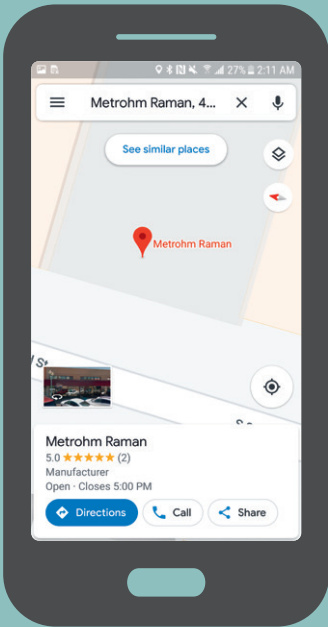 27% 2:11 AM
Metrohm Raman, 4...
See similar places
Metrohm Raman
St
Metrohm Raman
5.0 ★★★★★ (2)
Manufacturer
Open · Closes 5:00 PM
Directions
Call
Share